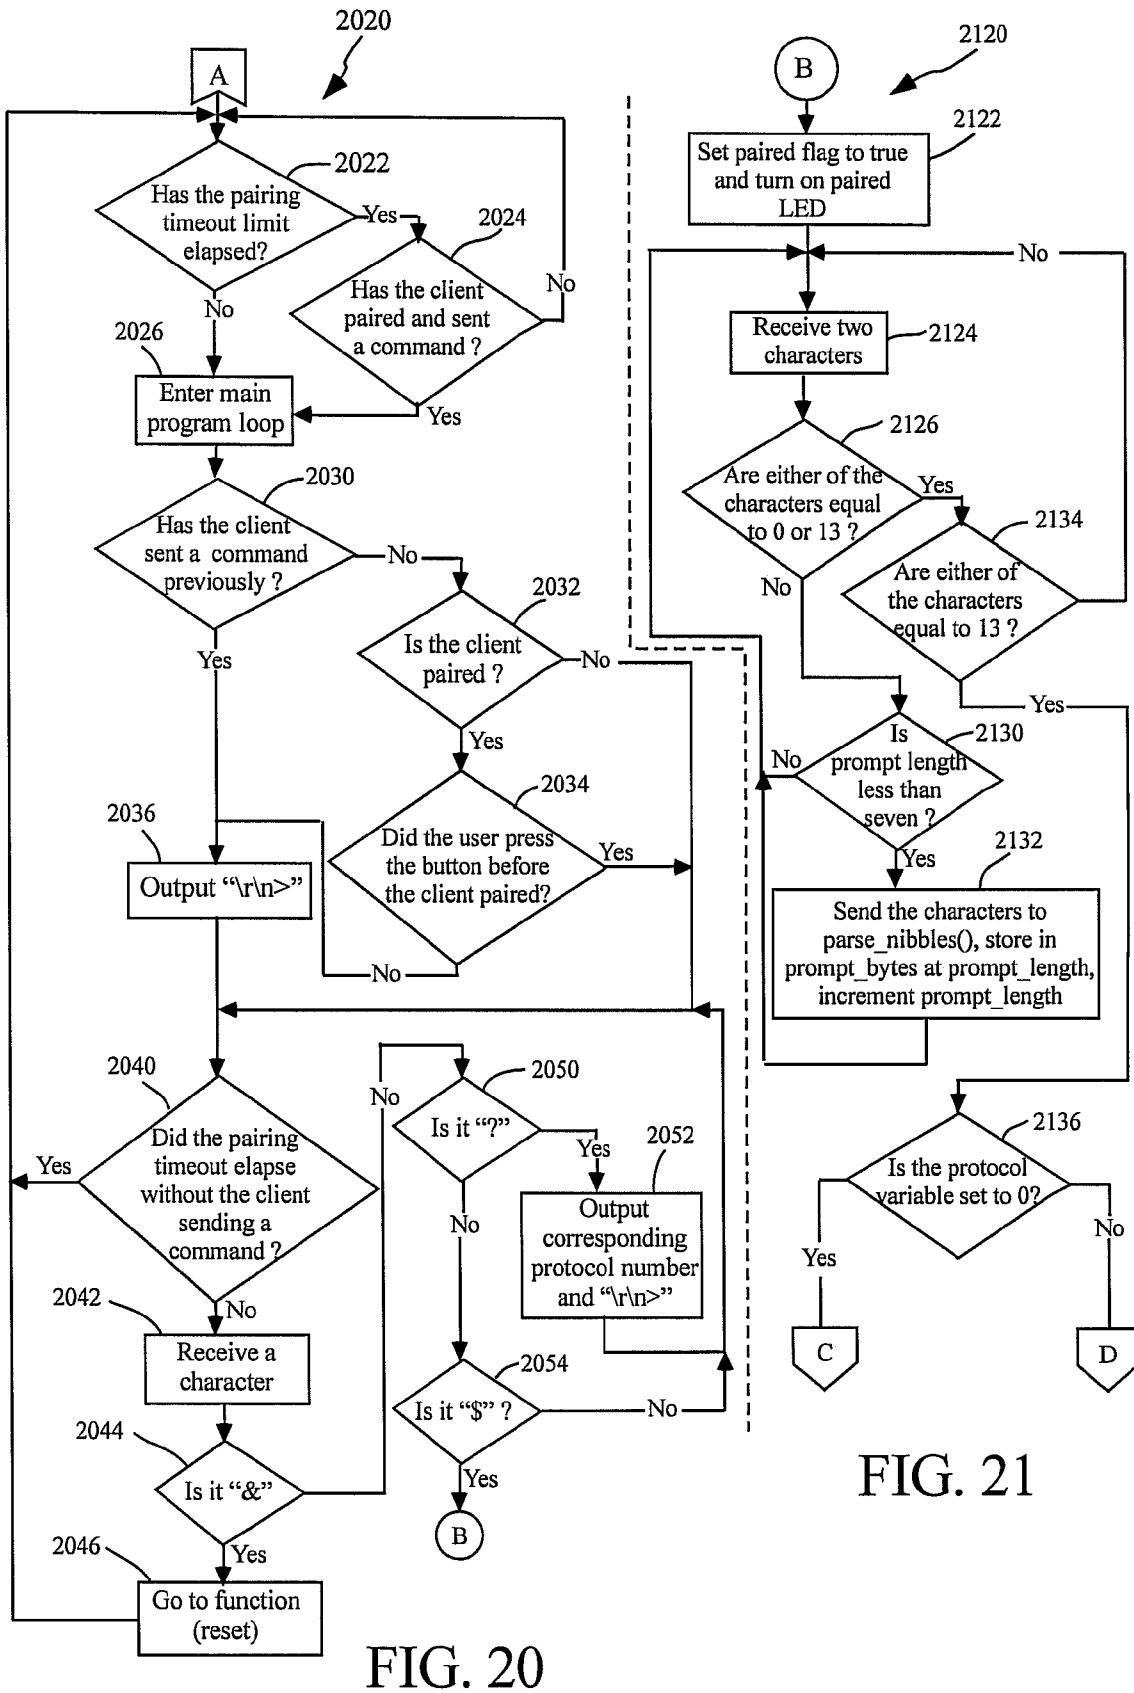 2020
A
2022
Has the pairing
timeout limit
elapsed?
Yes
2024
No
Has the client
paired and sent
a command ?
No
2026
Enter main
program loop
Yes
2030
Has the client
sent a command
previously ?
No
2032
Is the client
paired ?
No
Yes
Yes
2034
Did the user press
the button before
the client paired?
Yes
2036
Output “\r\n>”
No
2040
Did the pairing
timeout elapse
without the client
sending a
command ?
Yes
No
2050
Is it “?”
Yes
2052
Output
corresponding
protocol number
and “\r\n>”
No
2042
No
Receive a
character
2054
Is it “$” ?
No
2044
Is it “&”
Yes
B
2046
Yes
Go to function
(reset)
FIG. 20
2120
B
2122
Set paired flag to true
and turn on paired
LED
No
Receive two
characters
2124
2126
Are either of the
characters equal
to 0 or 13 ?
Yes
2134
No
Are either of
the characters
equal to 13 ?
Yes
2130
Is
prompt length
less than
seven ?
No
Yes
2132
Send the characters to
parse_nibbles(), store in
prompt_bytes at prompt_length,
increment prompt_length
2136
Is the protocol
variable set to 0?
Yes
No
C
D
FIG. 21